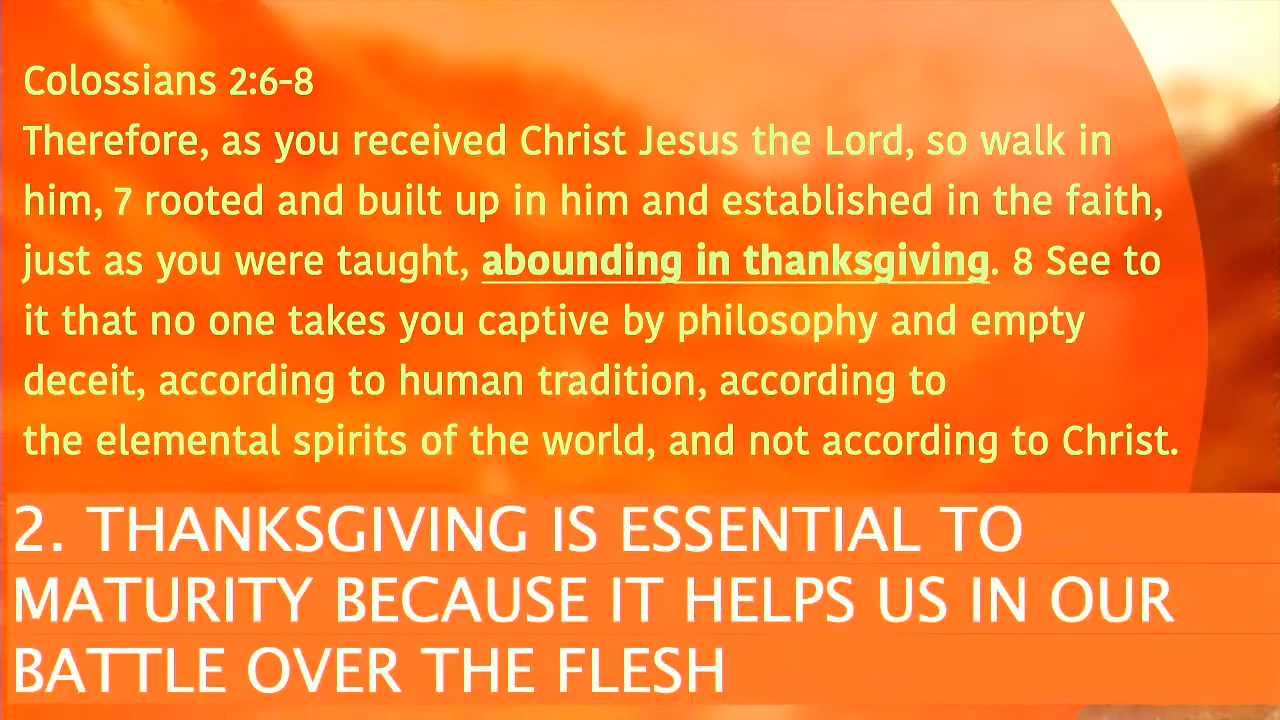 Colossians 2:6-8
Therefore, as you received Christ Jesus the Lord, so walk in
him, 7 rooted and built up in him and established in the faith,
just as you were taught, abounding in thanksgiving. 8 See to
it that no one takes you captive by philosophy and empty
deceit, according to human tradition, according to
the elemental spirits of the world, and not according to Christ.
2. THANKSGIVING IS ESSENTIAL TO
MATURITY BECAUSE IT HELPS US IN OUR
BATTLE OVER THE FLESH